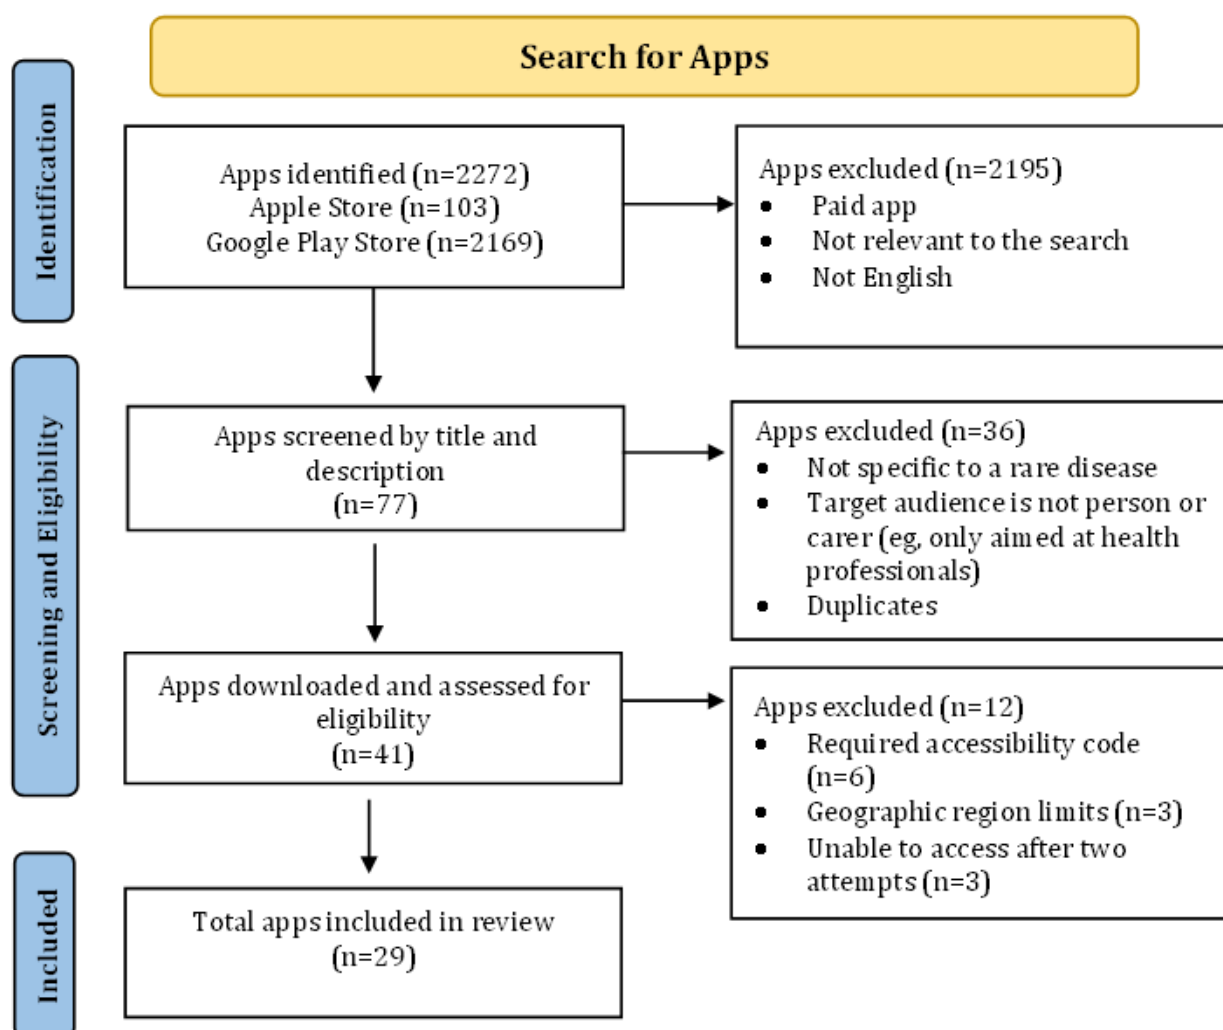 Search for Apps
Identification
Apps identified (n=2272)
Apple Store (n=103)
Google Play Store (n=2169)
Apps excluded (n=2195)
• Paid app
• Not relevant to the search
• Not English
Screening and Eligibility
Apps screened by title and
description
(n=77)
Apps excluded (n=36)
• Not specific to a rare disease
• Target audience is not person or
carer (eg, only aimed at health
professionals)
• Duplicates
Apps downloaded and assessed for
eligibility
(n=41)
Apps excluded (n=12)
• Required accessibility code
(n=6)
• Geographic region limits (n=3)
• Unable to access after two
attempts (n=3)
Included
Total apps included in review
(n=29)